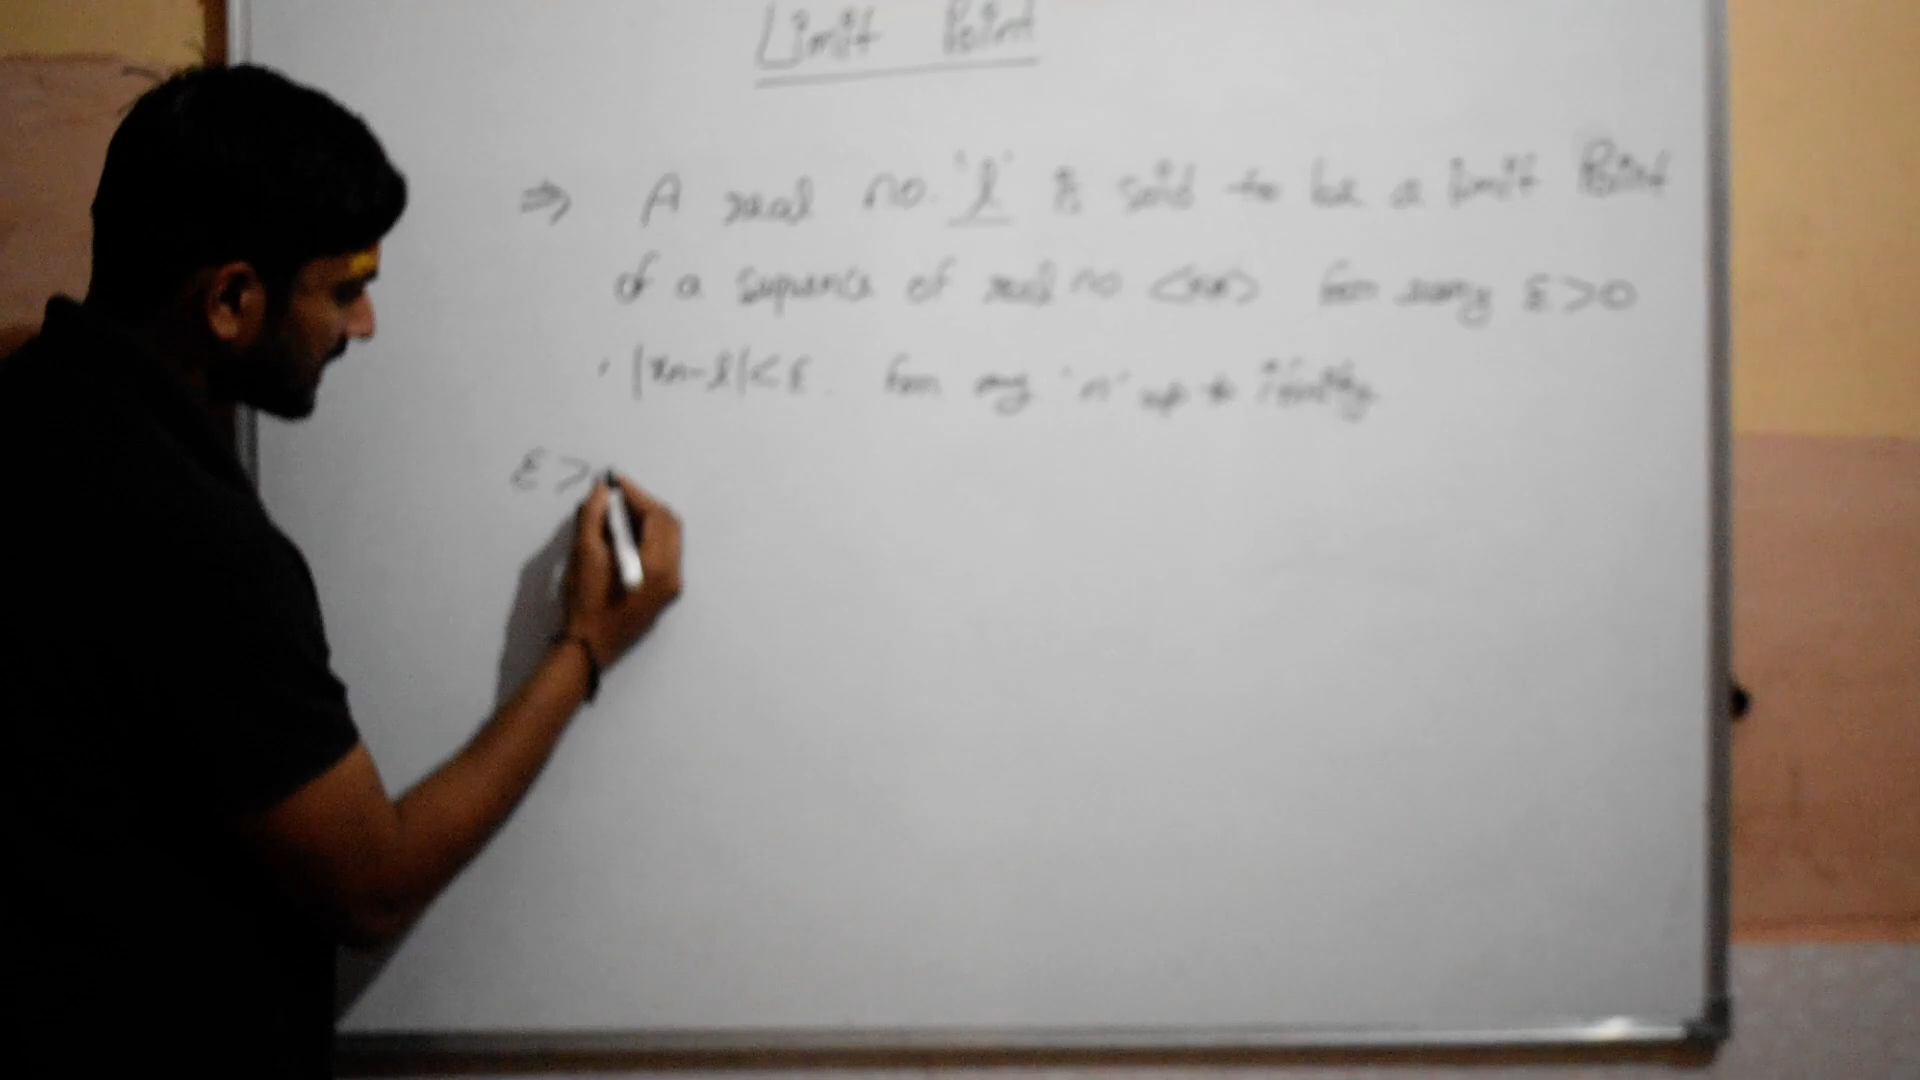 Limit Point
⇒ A real no. 'l' is said to be a limit Point
of a sequence of real no <xn> for every ε>0
|xn-l|<ε. for any 'n' up to infinity
ε>